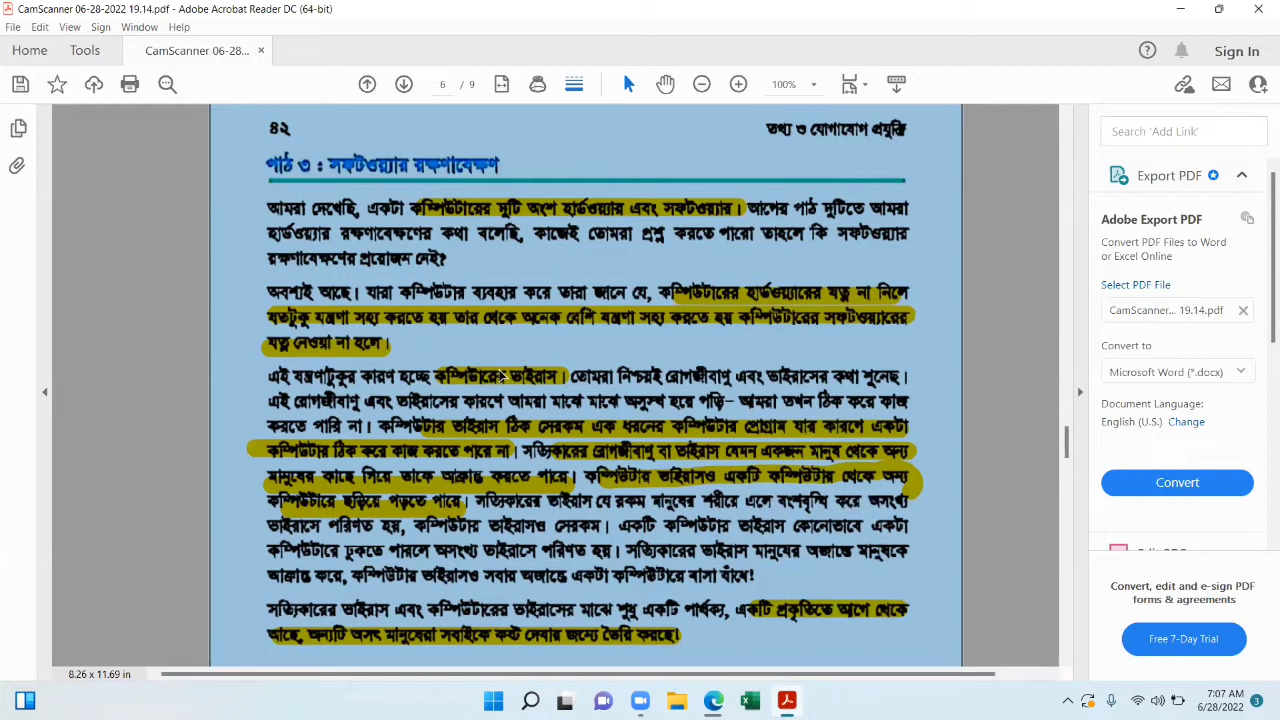 CamScanner 06-28-2022 19.14.pdf - Adobe Acrobat Reader DC (64-bit)
File Edit View Sign Window Help
Home Tools CamScanner 06-28... × Sign In
6 / 9 100%
৪২ তথ্য ও যোগাযোগ প্রযুক্তি
পাঠ ৩ : সফটওয়্যার রক্ষণাবেক্ষণ
আমরা দেখেছি, একটা কম্পিউটারের দুটি অংশ হার্ডওয়্যার এবং সফটওয়্যার। আগের পাঠ দুটিতে আমরা
হার্ডওয়্যার রক্ষণাবেক্ষণের কথা বলেছি, কাজেই তোমরা প্রশ্ন করতে পারো তাহলে কি সফটওয়্যার
রক্ষণাবেক্ষণের প্রয়োজন নেই?
অবশ্যই আছে। যারা কম্পিউটার ব্যবহার করে তারা জানে যে, কম্পিউটারের হার্ডওয়্যারের যত্ন না নিলে
যতটুকু যন্ত্রণা সহ্য করতে হয় তার থেকে অনেক বেশি যন্ত্রণা সহ্য করতে হয় কম্পিউটারের সফটওয়্যারের
যত্ন নেওয়া না হলে।
এই যন্ত্রণাটুকুর কারণ হচ্ছে কম্পিউটারের ভাইরাস। তোমরা নিশ্চয়ই রোগজীবাণু এবং ভাইরাসের কথা শুনেছ।
এই রোগজীবাণু এবং ভাইরাসের কারণে আমরা মাঝে মাঝে অসুস্থ হয়ে পড়ি– আমরা তখন ঠিক করে কাজ
করতে পারি না। কম্পিউটার ভাইরাস ঠিক সেরকম এক ধরনের কম্পিউটার প্রোগ্রাম যার কারণে একটা
কম্পিউটার ঠিক করে কাজ করতে পারে না। সত্যিকারের রোগজীবাণু বা ভাইরাস যেমন একজন মানুষ থেকে অন্য
মানুষের কাছে গিয়ে তাকে আক্রান্ত করতে পারে। কম্পিউটার ভাইরাসও একটি কম্পিউটার থেকে অন্য
কম্পিউটারে ছড়িয়ে পড়তে পারে। সত্যিকারের ভাইরাস যে রকম মানুষের শরীরে এলে বংশবৃদ্ধি করে অসংখ্য
ভাইরাসে পরিণত হয়, কম্পিউটার ভাইরাসও সেরকম। একটি কম্পিউটার ভাইরাস কোনোভাবে একটা
কম্পিউটারে ঢুকতে পারলে অসংখ্য ভাইরাসে পরিণত হয়। সত্যিকারের ভাইরাস মানুষের অজান্তে মানুষকে
আক্রান্ত করে, কম্পিউটার ভাইরাসও সবার অজান্তে একটা কম্পিউটারে বাসা বাঁধে!
সত্যিকারের ভাইরাস এবং কম্পিউটারের ভাইরাসের মাঝে শুধু একটি পার্থক্য, একটি প্রকৃতিতে আগে থেকে
আছে, অন্যটি অসৎ মানুষেরা সবাইকে কষ্ট দেবার জন্যে তৈরি করছে।
8.26 x 11.69 in
Search 'Add Link'
Export PDF
Adobe Export PDF
Convert PDF Files to Word
or Excel Online
Select PDF File
CamScanner... 19.14.pdf
Convert to
Microsoft Word (*.docx)
Document Language:
English (U.S.) Change
Convert
Convert, edit and e-sign PDF
forms & agreements
Free 7-Day Trial
7:07 AM
6/28/2022
3